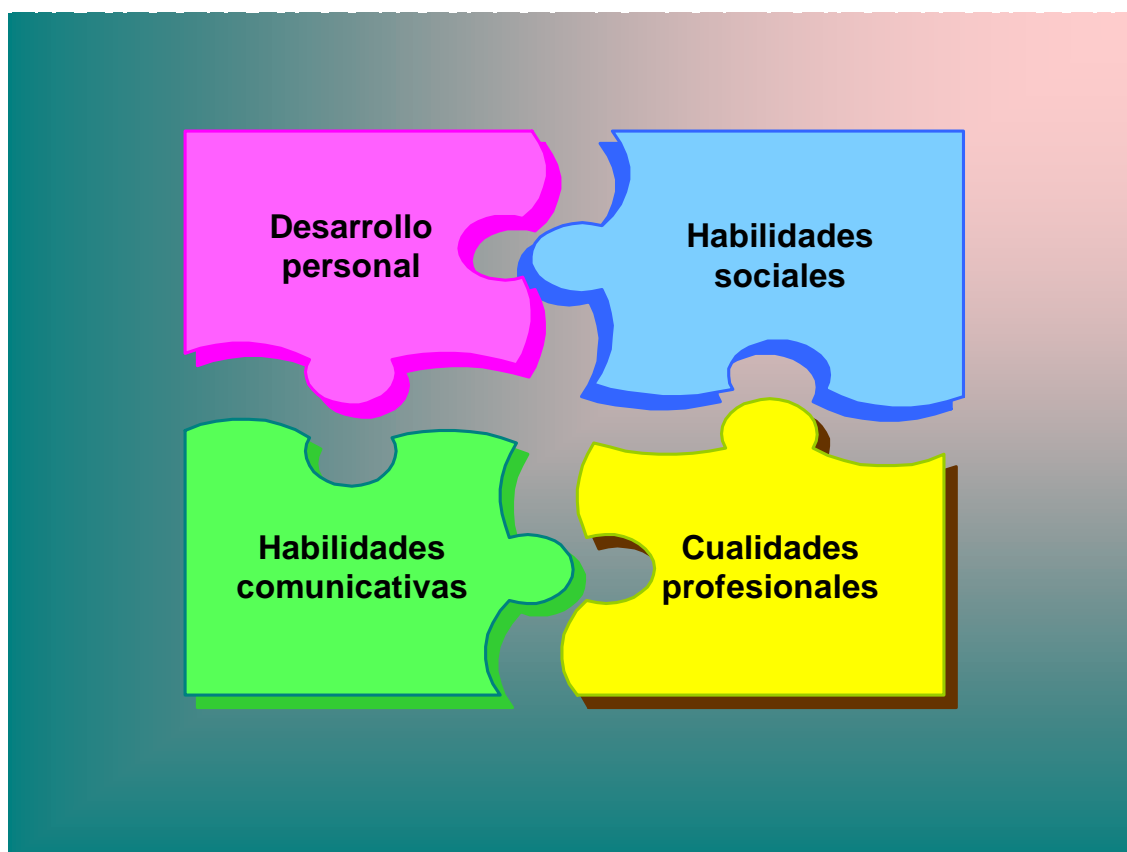 Desarrollo
personal
Habilidades
sociales
Habilidades
comunicativas
Cualidades
profesionales